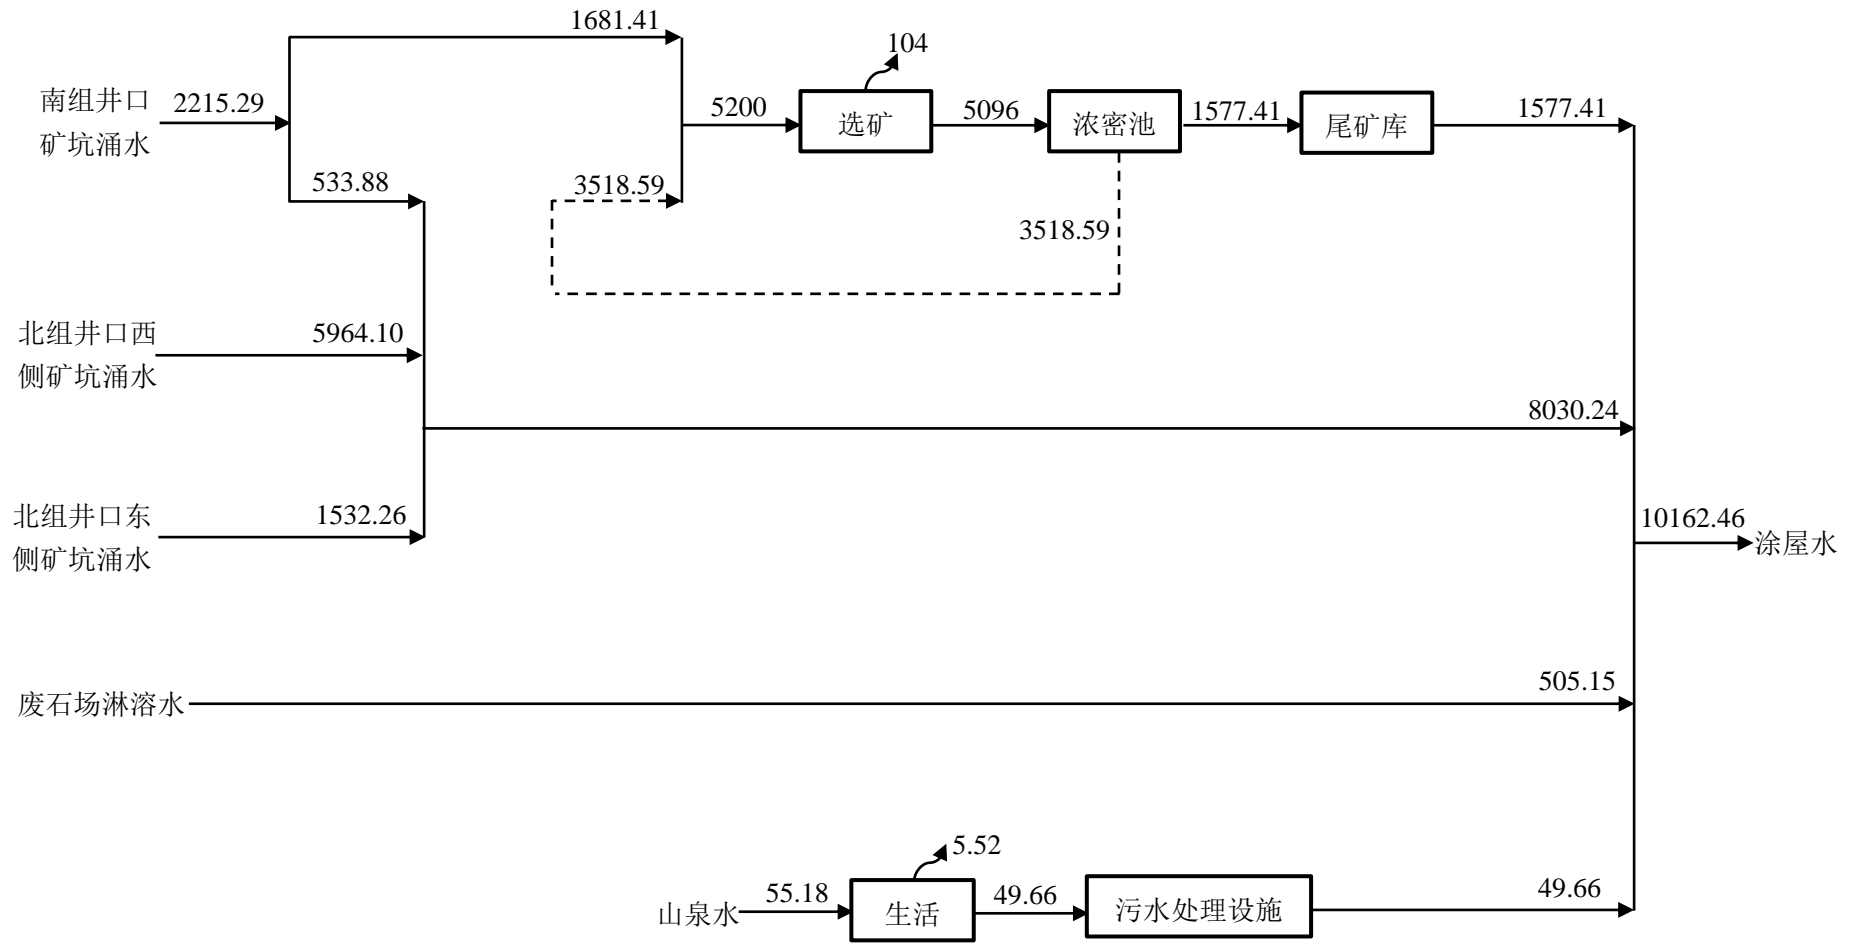 1681.41
104
南组井口
矿坑涌水
2215.29
5200
选矿
5096
浓密池
1577.41
尾矿库
1577.41
533.88
3518.59
3518.59
北组井口西
侧矿坑涌水
5964.10
8030.24
北组井口东
侧矿坑涌水
1532.26
10162.46
涂屋水
废石场淋溶水
505.15
5.52
山泉水
55.18
生活
49.66
污水处理设施
49.66